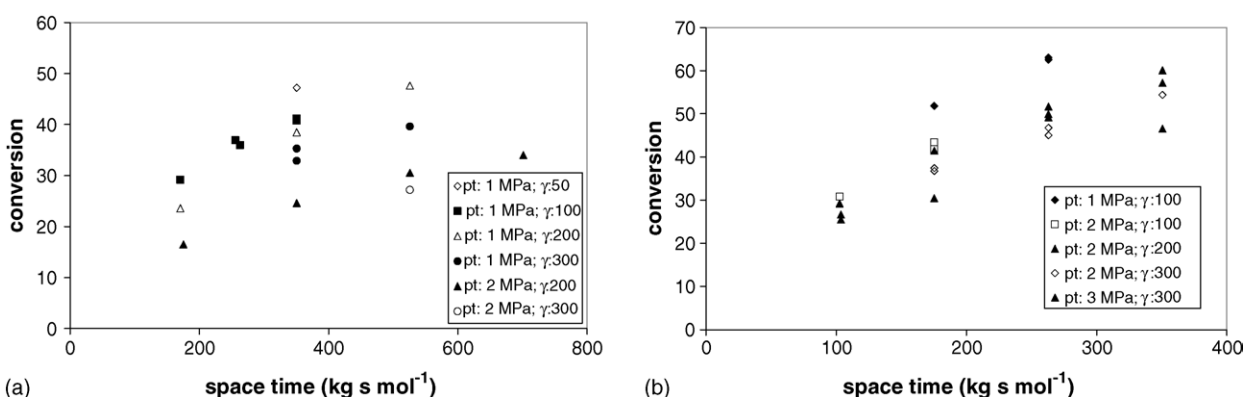 60
50
40
30
20
10
0
conversion
0 200 400 600 800
space time (kg s mol-1)
(a)
pt: 1 MPa; γ:50
pt: 1 MPa; γ:100
pt: 1 MPa; γ:200
pt: 1 MPa; γ:300
pt: 2 MPa; γ:200
pt: 2 MPa; γ:300
70
60
50
40
30
20
10
0
conversion
0 100 200 300 400
space time (kg s mol-1)
(b)
pt: 1 MPa; γ:100
pt: 2 MPa; γ:100
pt: 2 MPa; γ:200
pt: 2 MPa; γ:300
pt: 3 MPa; γ:300